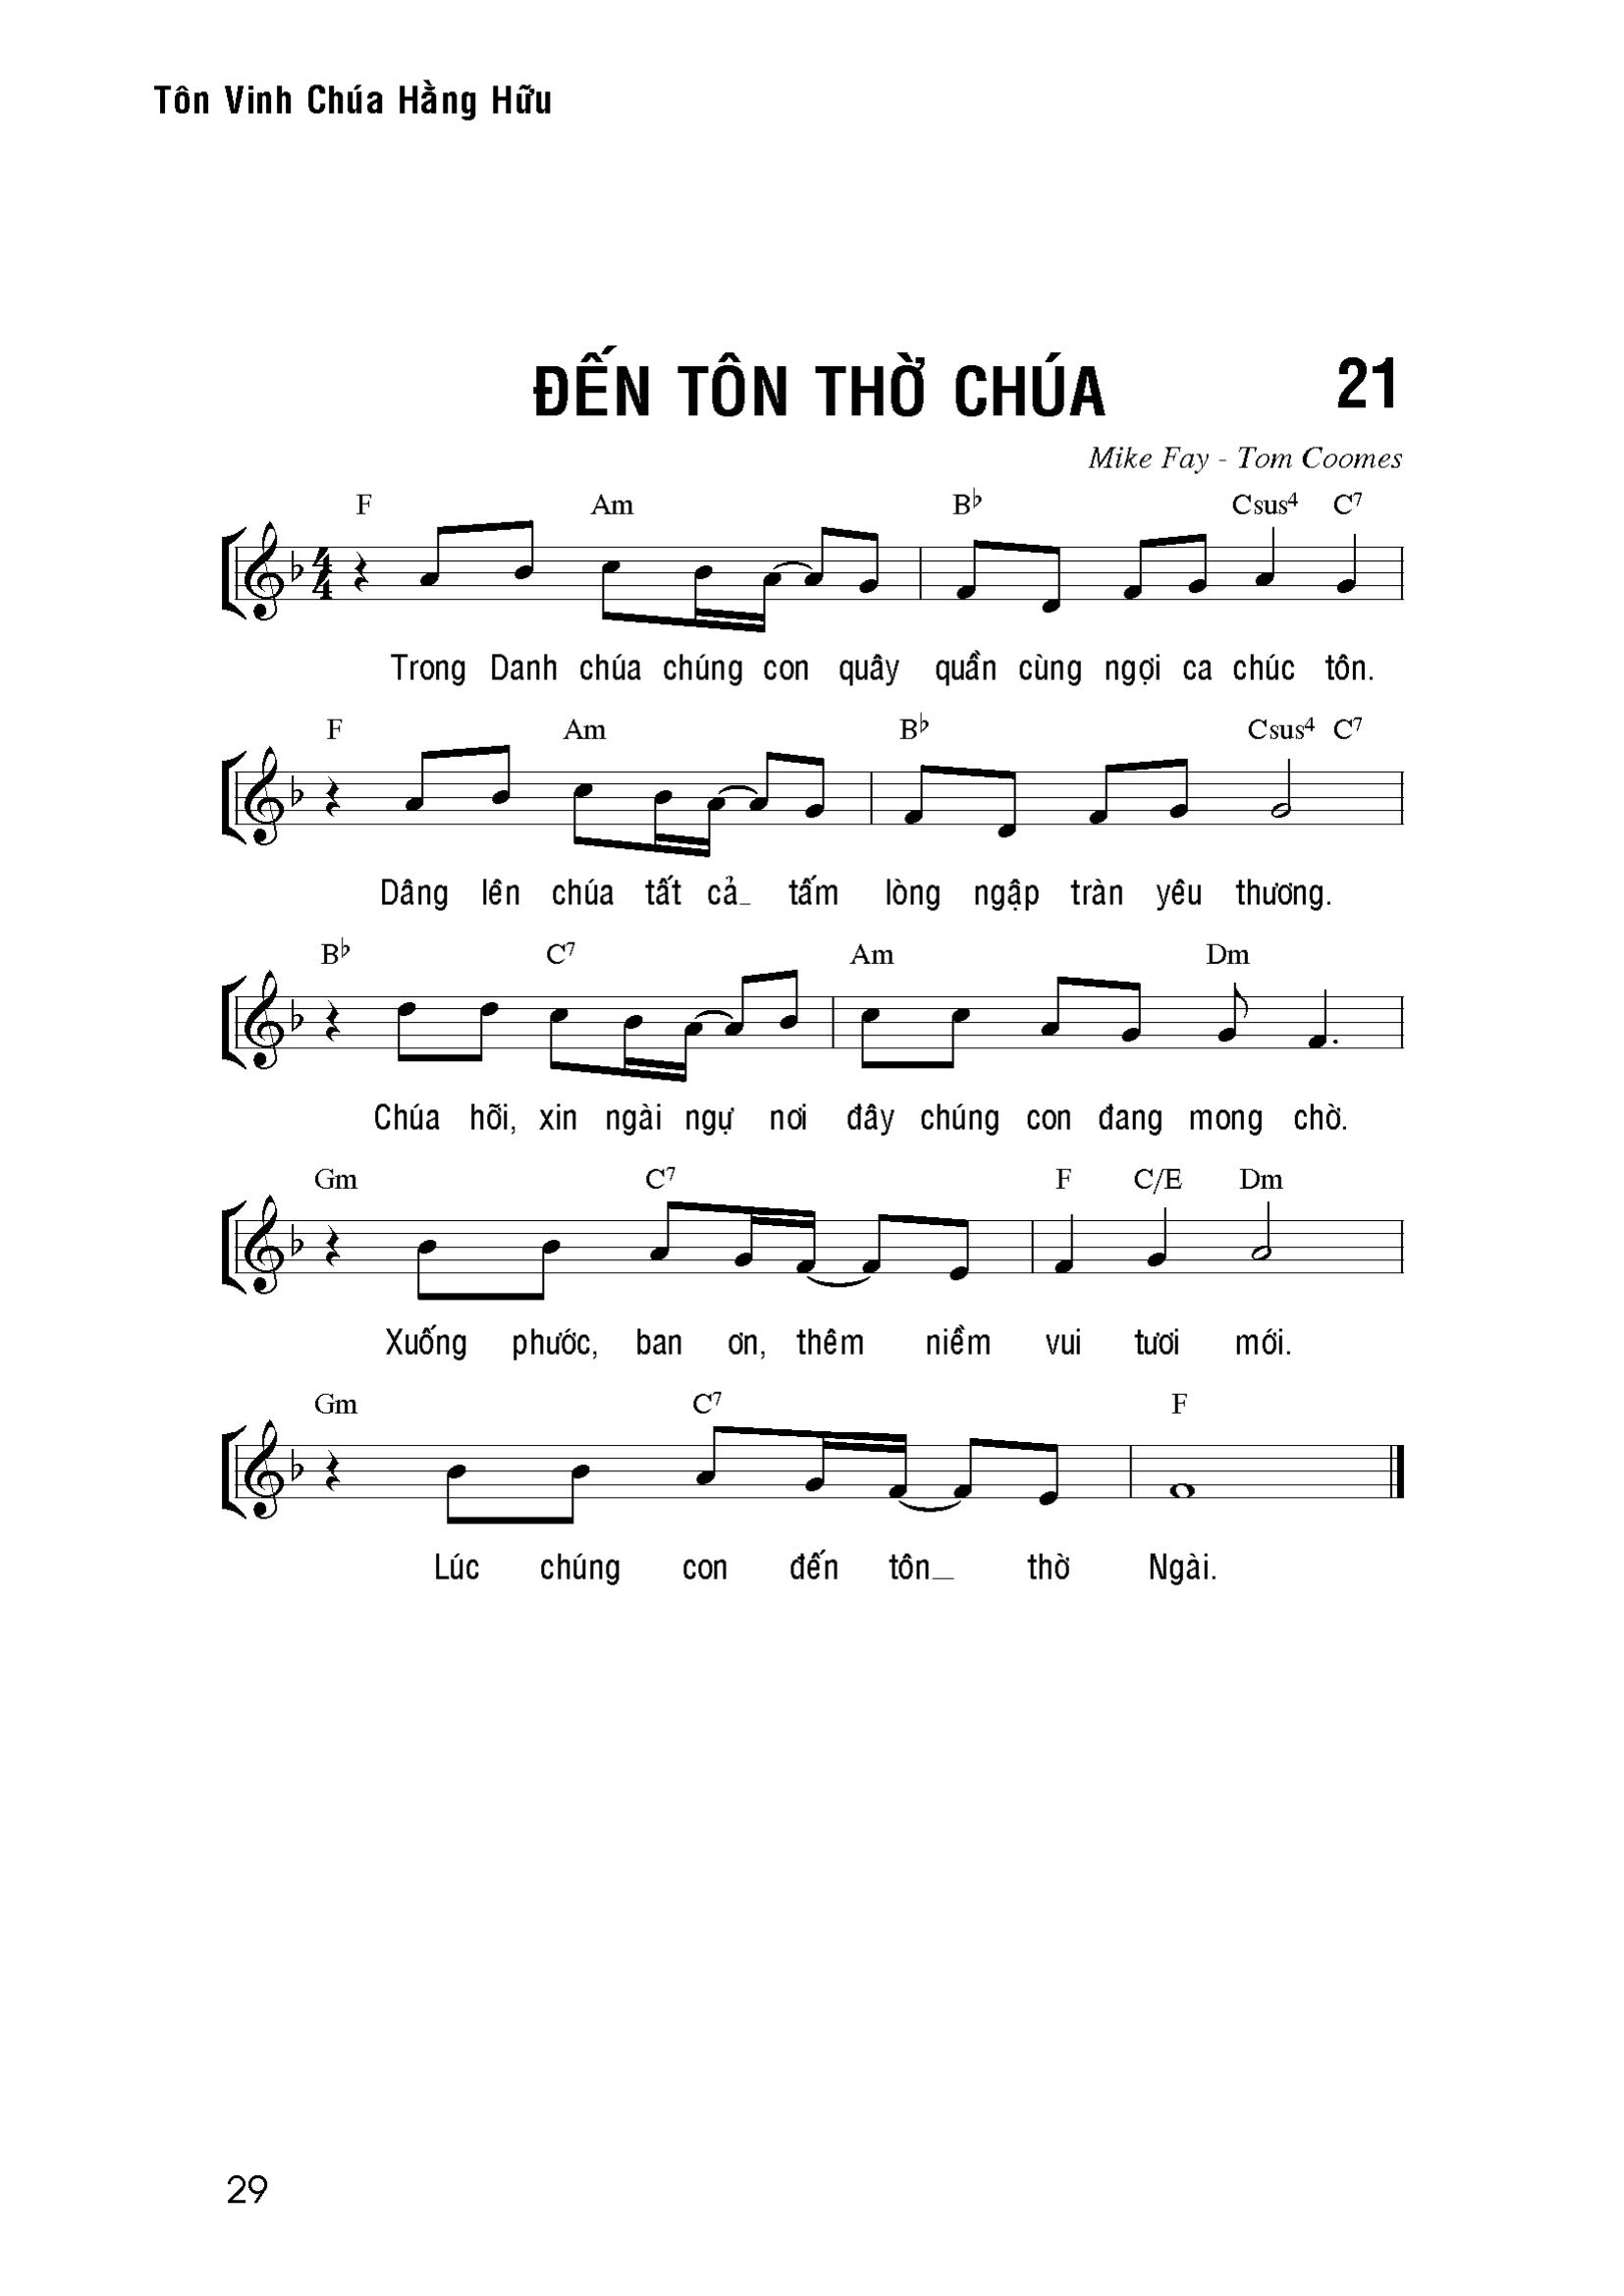 Tôn Vinh Chúa Hằng Hữu
ĐẾN TÔN THỜ CHÚA 21
Mike Fay - Tom Coomes
F Am B♭ Csus4 C7
Trong Danh chúa chúng con quây quần cùng ngợi ca chúc tôn.
F Am B♭ Csus4 C7
Dâng lên chúa tất cả_ tấm lòng ngập tràn yêu thương.
B♭ C7 Am Dm
Chúa hỡi, xin ngài ngự nơi đây chúng con đang mong chờ.
Gm C7 F C/E Dm
Xuống phước, ban ơn, thêm niềm vui tươi mới.
Gm C7 F
Lúc chúng con đến tôn_ thờ Ngài.
29